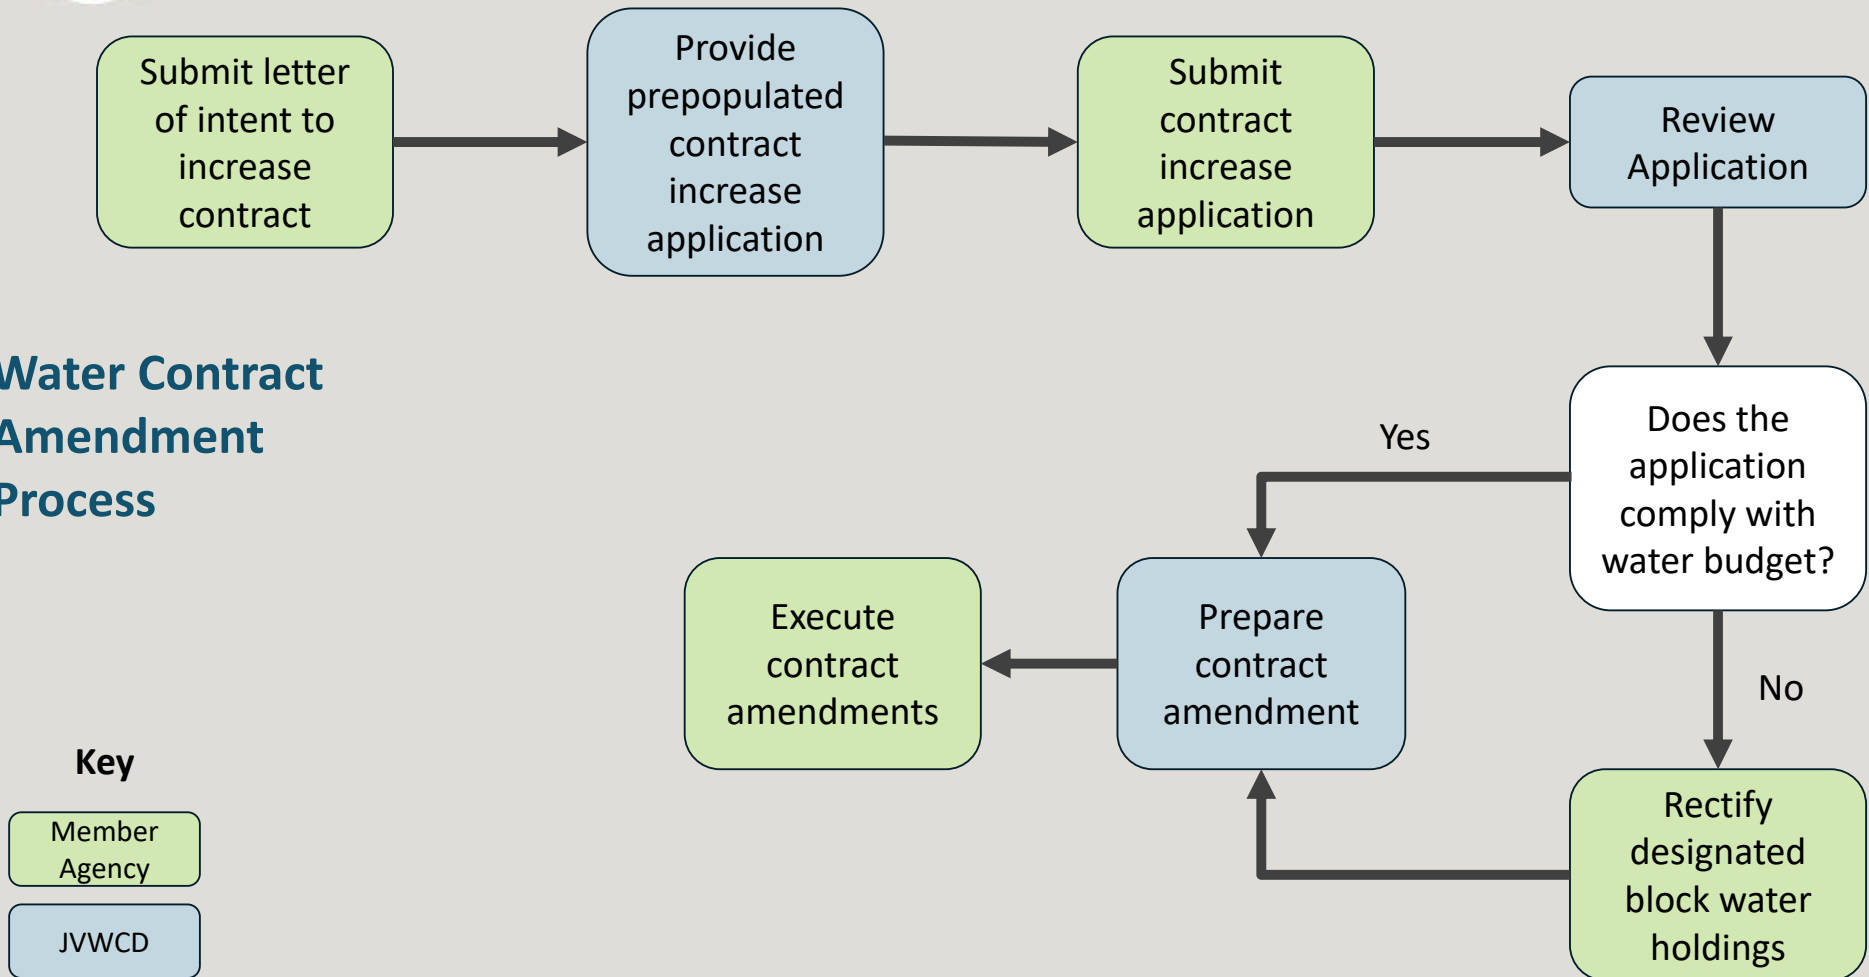 Submit letter
of intent to
increase
contract
Provide
prepopulated
contract
increase
application
Submit
contract
increase
application
Review
Application
Water Contract
Amendment
Process
Does the
application
comply with
water budget?
Yes
No
Execute
contract
amendments
Prepare
contract
amendment
Rectify
designated
block water
holdings
Key
Member
Agency
JVWCD